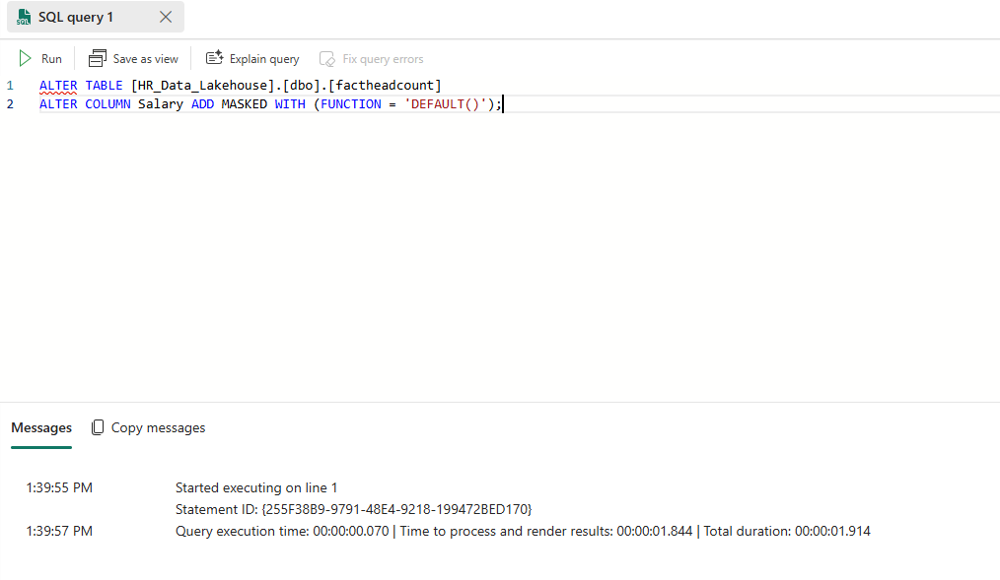 SQL query 1
Run
Save as view
Explain query
Fix query errors
1 ALTER TABLE [HR_Data_Lakehouse].[dbo].[factheadcount]
2 ALTER COLUMN Salary ADD MASKED WITH (FUNCTION = 'DEFAULT()');
Messages
Copy messages
1:39:55 PM Started executing on line 1
Statement ID: {255F38B9-9791-48E4-9218-199472BED170}
1:39:57 PM Query execution time: 00:00:00.070 | Time to process and render results: 00:00:01.844 | Total duration: 00:00:01.914